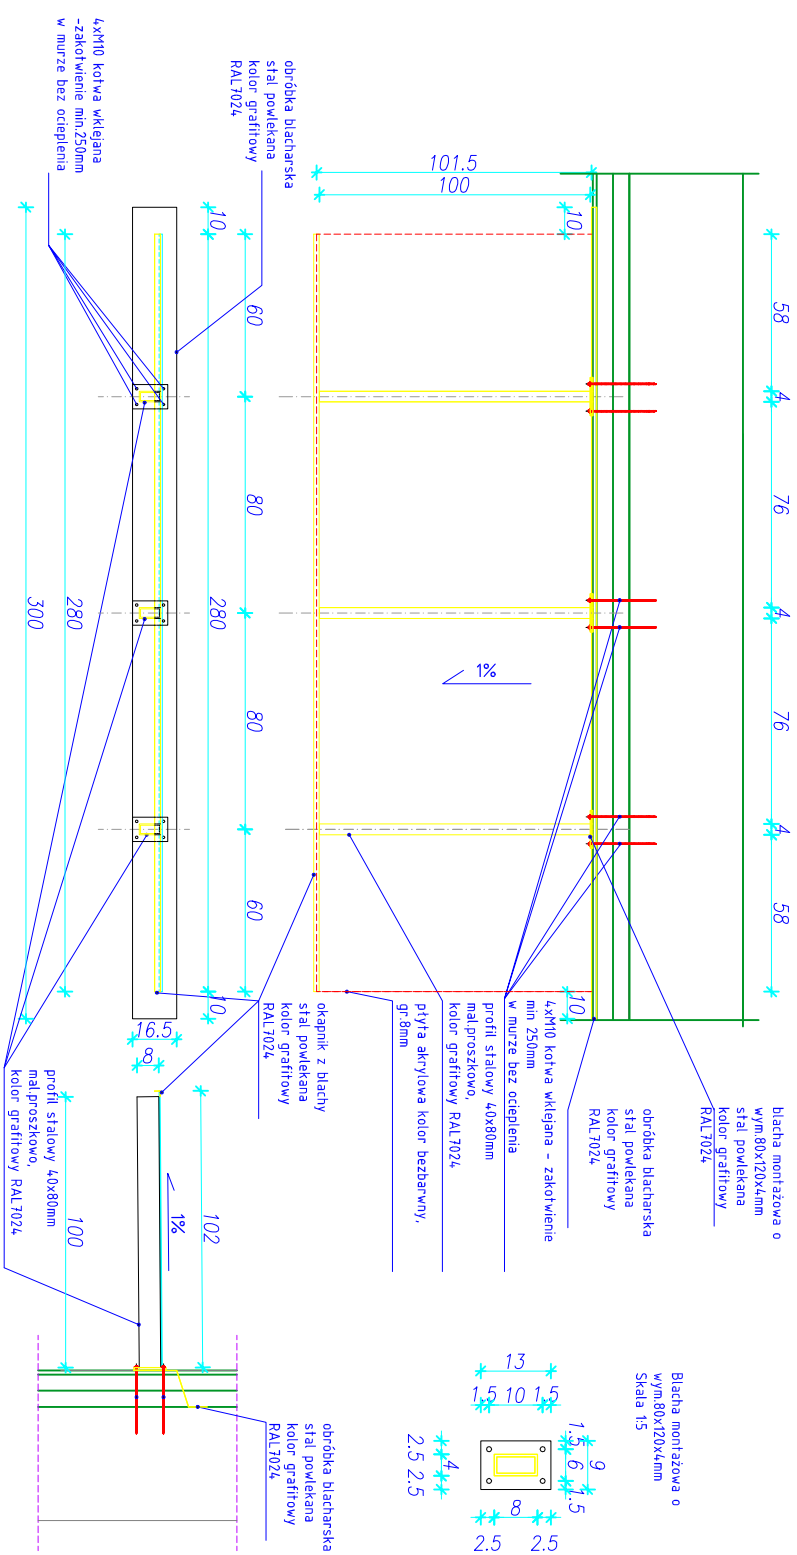 4xM10 kotwa wklejana
-zakotwienie min.250mm
w murze bez ocieplenia
obróbka blacharska
stal powlekana
kolor grafitowy
RAL7024
101.5
100
10
58
4
76
4
76
4
58
10
1%
10
60
80
80
60
10
280
280
300
16.5
8
blacha montażowa o
wym.80x120x4mm
stal powlekana
kolor grafitowy
RAL7024
obróbka blacharska
stal powlekana
kolor grafitowy
RAL7024
4xM10 kotwa wklejana - zakotwienie
min 250mm
w murze bez ocieplenia
profil stalowy 40x80mm
mal.proszkowo,
kolor grafitowy RAL7024
płyta akrylowa kolor bezbarwny,
gr.8mm
okapnik z blachy
stal powlekana
kolor grafitowy
RAL7024
profil stalowy 40x80mm
mal.proszkowo,
kolor grafitowy RAL7024
102
1%
100
obróbka blacharska
stal powlekana
kolor grafitowy
RAL7024
Blacha montażowa o
wym.80x120x4mm
Skala 1:5
13
1.5 10 1.5
1.5 6 1.5
9
2.5 4 2.5
8
2.5 2.5